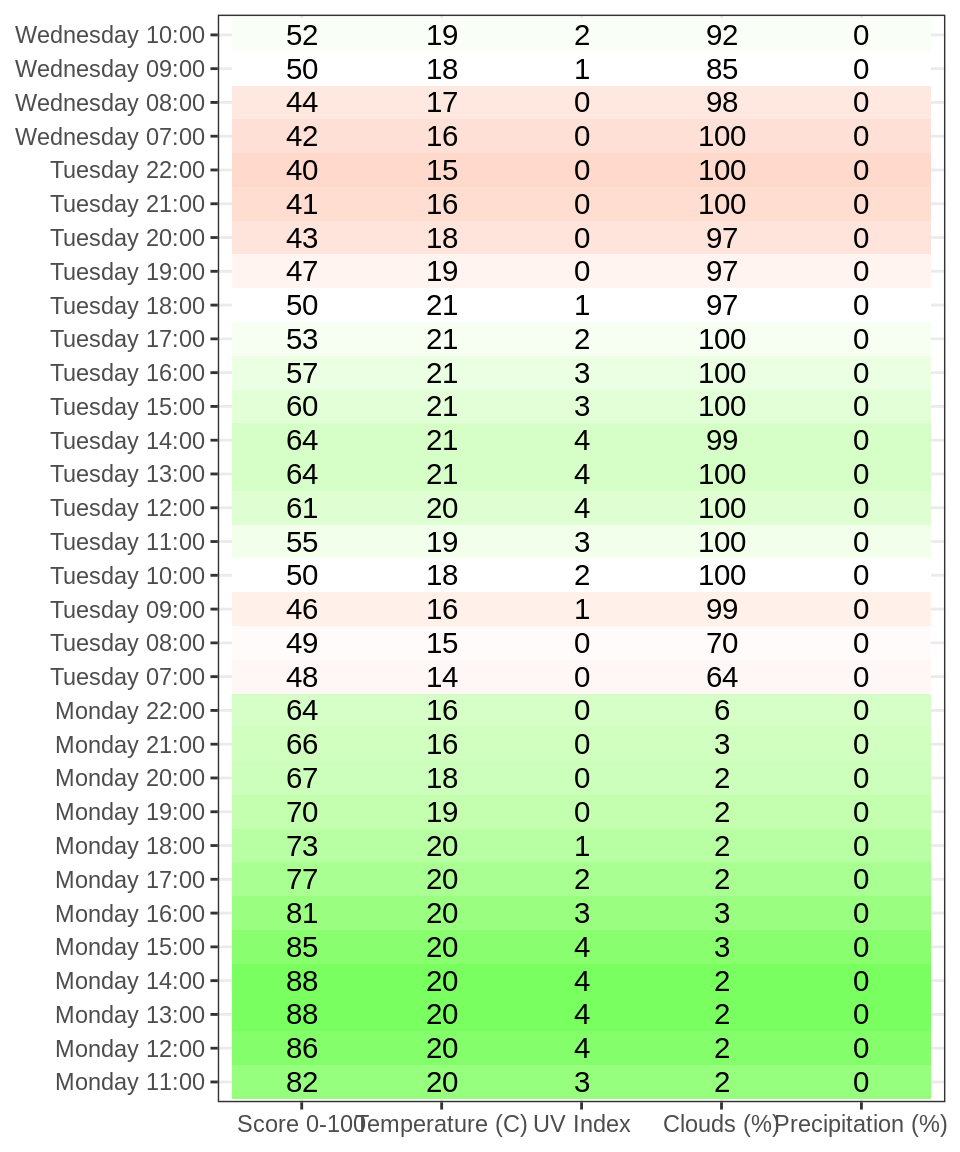 Wednesday 10:00 52 19 2 92 0
Wednesday 09:00 50 18 1 85 0
Wednesday 08:00 44 17 0 98 0
Wednesday 07:00 42 16 0 100 0
Tuesday 22:00 40 15 0 100 0
Tuesday 21:00 41 16 0 100 0
Tuesday 20:00 43 18 0 97 0
Tuesday 19:00 47 19 0 97 0
Tuesday 18:00 50 21 1 97 0
Tuesday 17:00 53 21 2 100 0
Tuesday 16:00 57 21 3 100 0
Tuesday 15:00 60 21 3 100 0
Tuesday 14:00 64 21 4 99 0
Tuesday 13:00 64 21 4 100 0
Tuesday 12:00 61 20 4 100 0
Tuesday 11:00 55 19 3 100 0
Tuesday 10:00 50 18 2 100 0
Tuesday 09:00 46 16 1 99 0
Tuesday 08:00 49 15 0 70 0
Tuesday 07:00 48 14 0 64 0
Monday 22:00 64 16 0 6 0
Monday 21:00 66 16 0 3 0
Monday 20:00 67 18 0 2 0
Monday 19:00 70 19 0 2 0
Monday 18:00 73 20 1 2 0
Monday 17:00 77 20 2 2 0
Monday 16:00 81 20 3 3 0
Monday 15:00 85 20 4 3 0
Monday 14:00 88 20 4 2 0
Monday 13:00 88 20 4 2 0
Monday 12:00 86 20 4 2 0
Monday 11:00 82 20 3 2 0
Score 0-100 Temperature (C) UV Index Clouds (%) Precipitation (%)